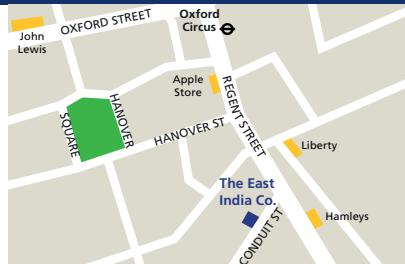 OXFORD STREET
Oxford
Circus
John
Lewis
Apple
Store
REGENT STREET
HANOVER
SQUARE
HANOVER ST
Liberty
The East
India Co.
Hamleys
CONDUIT ST